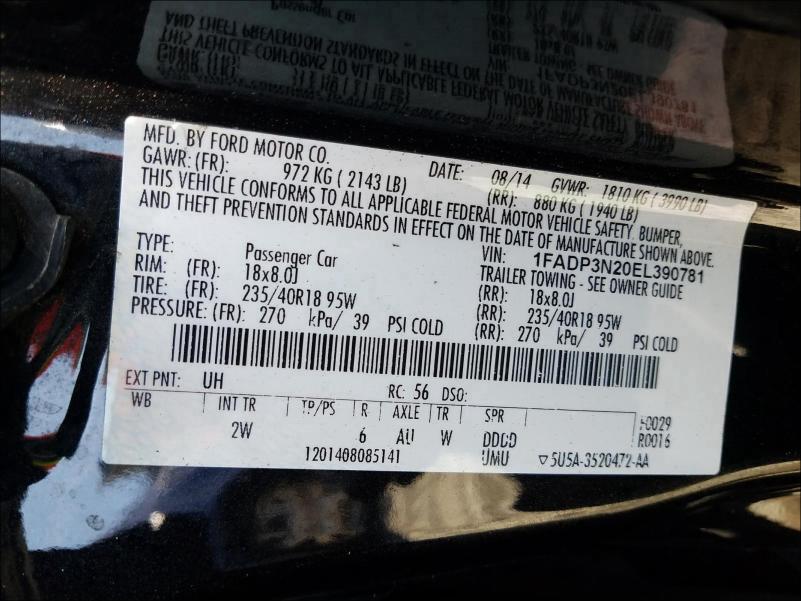 MFD. BY FORD MOTOR CO.
DATE: 08/14 GVWR: 1810 KG ( 3990 LB)
GAWR: (FR): 972 KG ( 2143 LB) (RR): 880 KG ( 1940 LB)
THIS VEHICLE CONFORMS TO ALL APPLICABLE FEDERAL MOTOR VEHICLE SAFETY, BUMPER,
AND THEFT PREVENTION STANDARDS IN EFFECT ON THE DATE OF MANUFACTURE SHOWN ABOVE.
VIN: 1FADP3N20EL390781
TYPE: Passenger Car TRAILER TOWING - SEE OWNER GUIDE
RIM: (FR): 18x8.0J (RR): 18x8.0J
TIRE: (FR): 235/40R18 95W (RR): 235/40R18 95W
PRESSURE: (FR): 270 kPa/ 39 PSI COLD (RR): 270 kPa/ 39 PSI COLD
EXT PNT: UH RC: 56 DSO:
WB INT TR TP/PS R AXLE TR SPR F0029
2W 6 AU W DDDD R0016
1201408085141 UMU ▽5U5A-3520472-AA